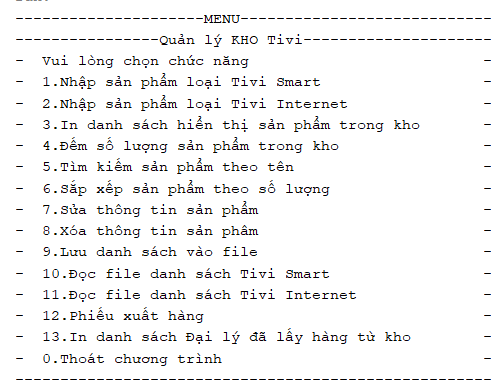 ---------------------MENU----------------------------
----------------Quản lý KHO Tivi---------------------
-  Vui lòng chọn chức năng                          -
-  1.Nhập sản phẩm loại Tivi Smart                  -
-  2.Nhập sản phẩm loại Tivi Internet               -
-  3.In danh sách hiển thị sản phẩm trong kho       -
-  4.Đếm số lượng sản phẩm trong kho                -
-  5.Tìm kiếm sản phẩm theo tên                     -
-  6.Sắp xếp sản phẩm theo số lượng                 -
-  7.Sửa thông tin sản phẩm                         -
-  8.Xóa thông tin sản phâm                         -
-  9.Lưu danh sách vào file                         -
-  10.Đọc file danh sách Tivi Smart                 -
-  11.Đọc file danh sách Tivi Internet              -
-  12.Phiếu xuất hàng                               -
-  13.In danh sách Đại lý đã lấy hàng từ kho        -
-  0.Thoát chương trình                             -
-----------------------------------------------------